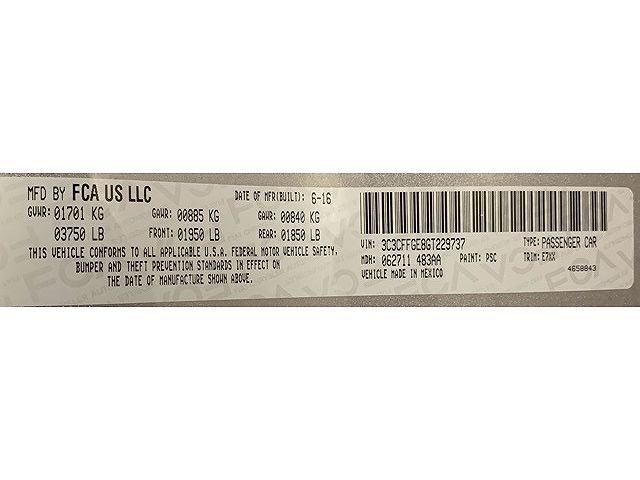 MFD BY FCA US LLC DATE OF MFR(BUILT): 6-16
GVWR: 01701 KG GAWR: 00885 KG GAWR: 00840 KG
03750 LB FRONT: 01950 LB REAR: 01850 LB
THIS VEHICLE CONFORMS TO ALL APPLICABLE U.S.A. FEDERAL MOTOR VEHICLE SAFETY,
BUMPER AND THEFT PREVENTION STANDARDS IN EFFECT ON
THE DATE OF MANUFACTURE SHOWN ABOVE.
VIN: 3C3CFFGE8GT229737 TYPE: PASSENGER CAR
MDH: 062711 483AA PAINT: PSC TRIM: E7XX
VEHICLE MADE IN MEXICO 4658843